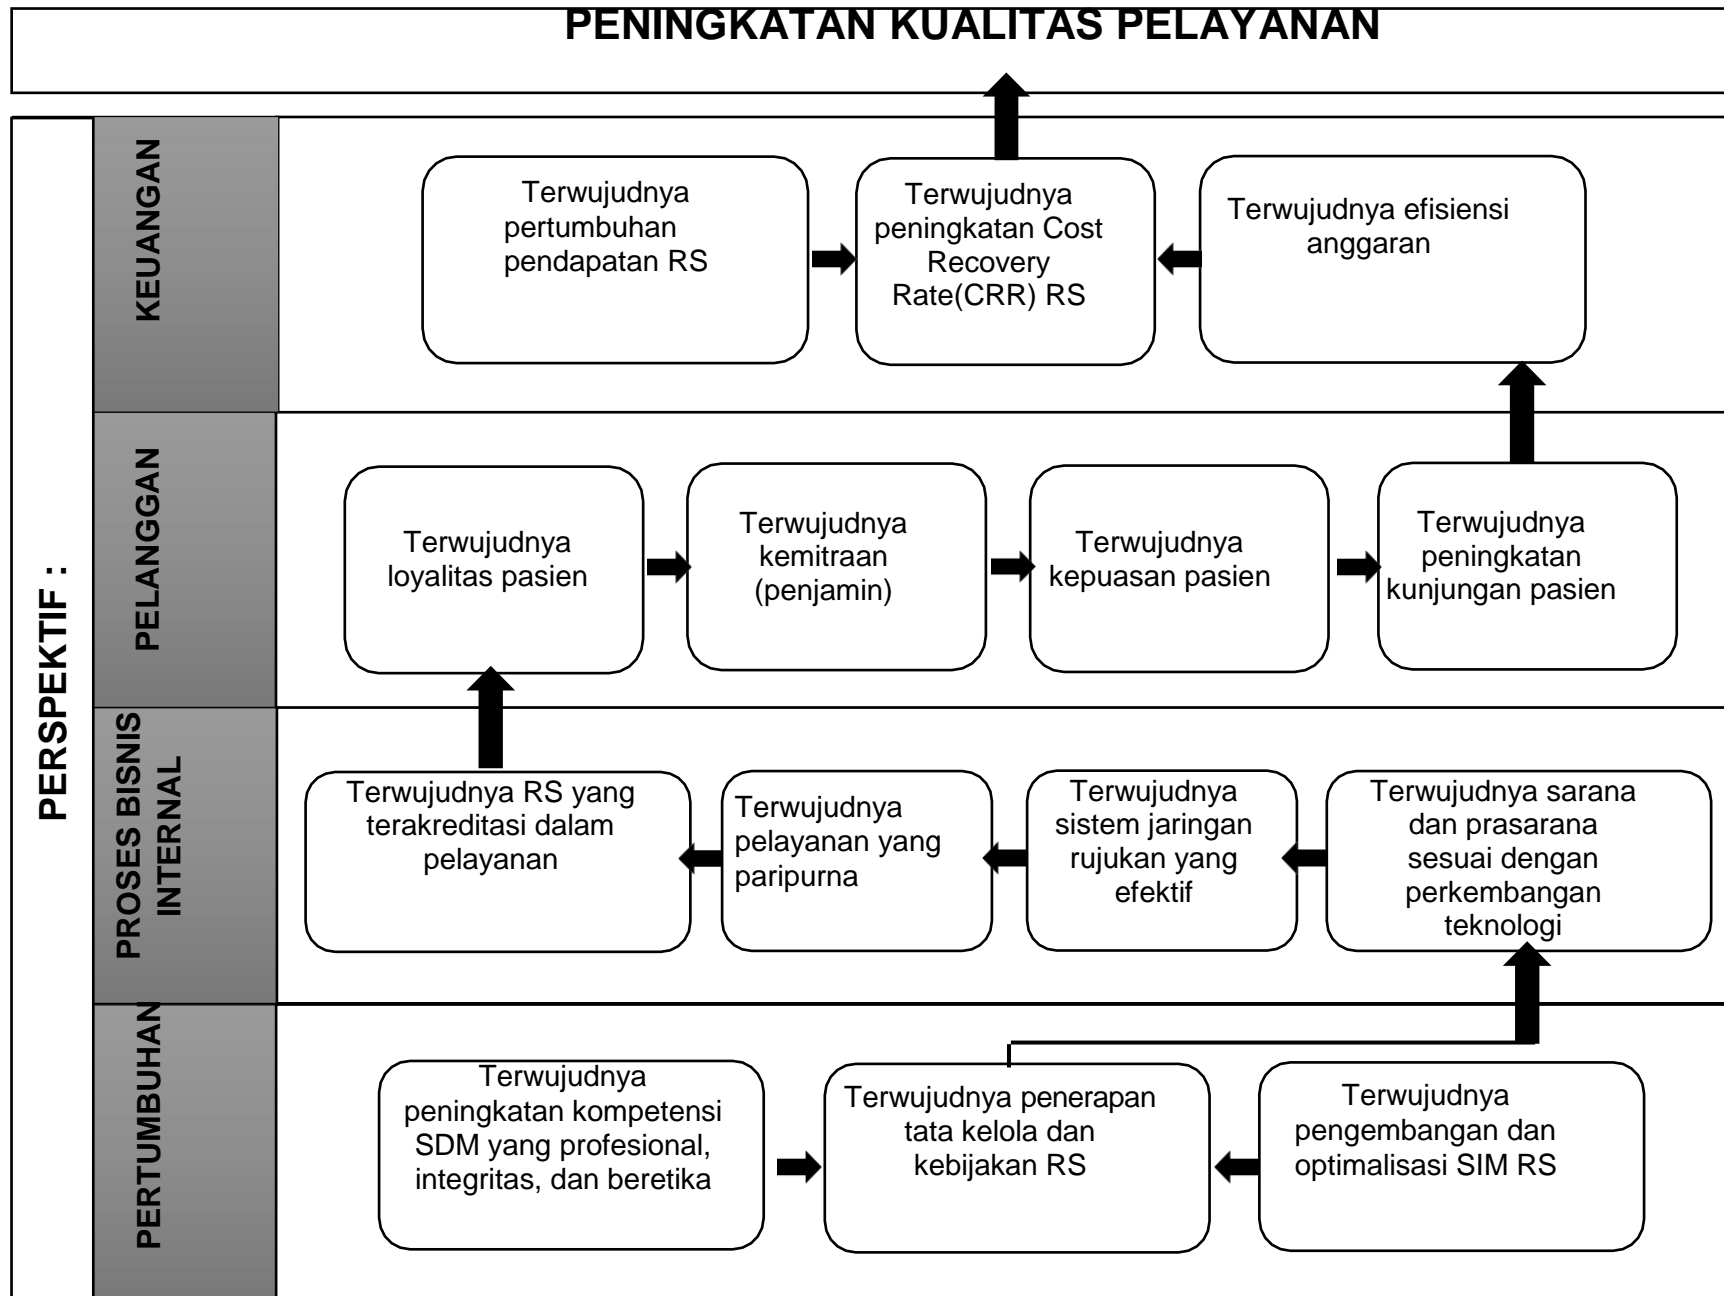 PENINGKATAN KUALITAS PELAYANAN
PERSPEKTIF :
KEUANGAN
Terwujudnya
pertumbuhan
pendapatan RS
Terwujudnya
peningkatan Cost
Recovery
Rate(CRR) RS
Terwujudnya efisiensi
anggaran
PELANGGAN
Terwujudnya
loyalitas pasien
Terwujudnya
kemitraan
(penjamin)
Terwujudnya
kepuasan pasien
Terwujudnya
peningkatan
kunjungan pasien
PROSES BISNIS
INTERNAL
Terwujudnya RS yang
terakreditasi dalam
pelayanan
Terwujudnya
pelayanan yang
paripurna
Terwujudnya
sistem jaringan
rujukan yang
efektif
Terwujudnya sarana
dan prasarana
sesuai dengan
perkembangan
teknologi
PERTUMBUHAN
Terwujudnya
peningkatan kompetensi
SDM yang profesional,
integritas, dan beretika
Terwujudnya penerapan
tata kelola dan
kebijakan RS
Terwujudnya
pengembangan dan
optimalisasi SIM RS